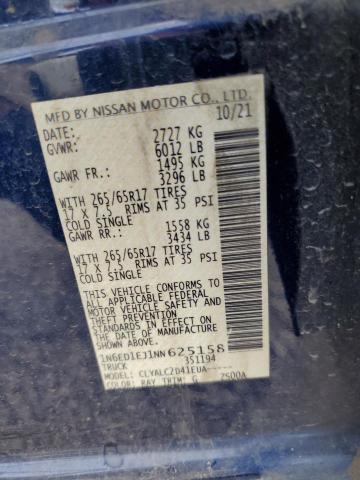 MFD BY NISSAN MOTOR CO., LTD.
DATE: 10/21
GVWR: 2727 KG
6012 LB
GAWR FR.: 1495 KG
3296 LB
WITH 265/65R17 TIRES
17 X 7.5 RIMS AT 35 PSI
COLD SINGLE
GAWR RR.: 1558 KG
3434 LB
WITH 265/65R17 TIRES
17 X 7.5 RIMS AT 35 PSI
COLD SINGLE
THIS VEHICLE CONFORMS TO
ALL APPLICABLE FEDERAL
MOTOR VEHICLE SAFETY AND
THEFT PREVENTION
STANDARDS IN EFFECT ON
THE DATE OF MANUFACTURE
SHOWN ABOVE.
1N6ED1EJ1NN625158
TRUCK 351194
MODEL: CLYALC2D41EUA-----
COLOR: RAY TRIM: G 7500A